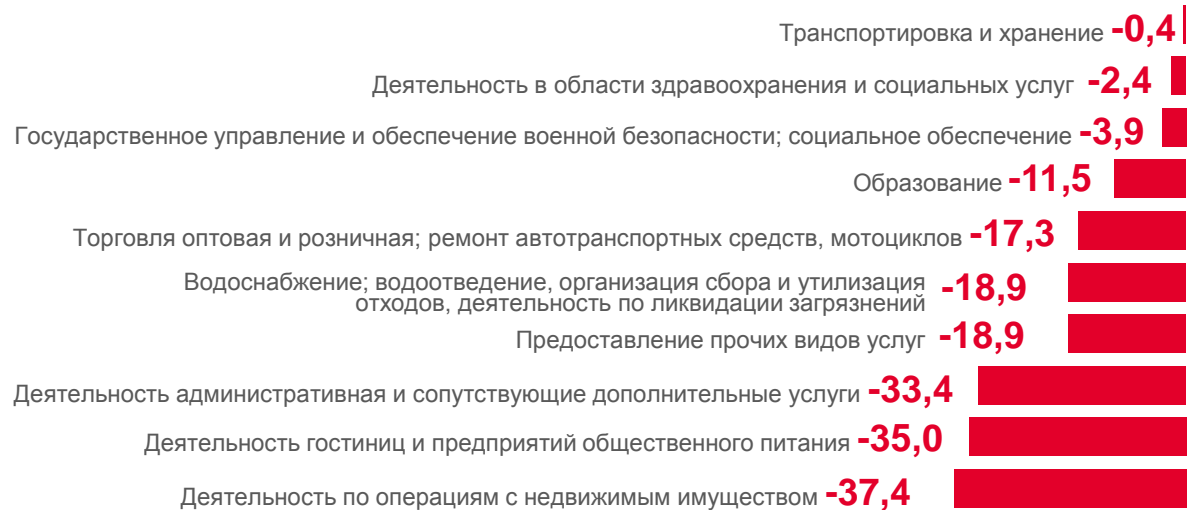 Транспортировка и хранение -0,4
Деятельность в области здравоохранения и социальных услуг -2,4
Государственное управление и обеспечение военной безопасности; социальное обеспечение -3,9
Образование -11,5
Торговля оптовая и розничная; ремонт автотранспортных средств, мотоциклов -17,3
Водоснабжение; водоотведение, организация сбора и утилизация
отходов, деятельность по ликвидации загрязнений -18,9
Предоставление прочих видов услуг -18,9
Деятельность административная и сопутствующие дополнительные услуги -33,4
Деятельность гостиниц и предприятий общественного питания -35,0
Деятельность по операциям с недвижимым имуществом -37,4